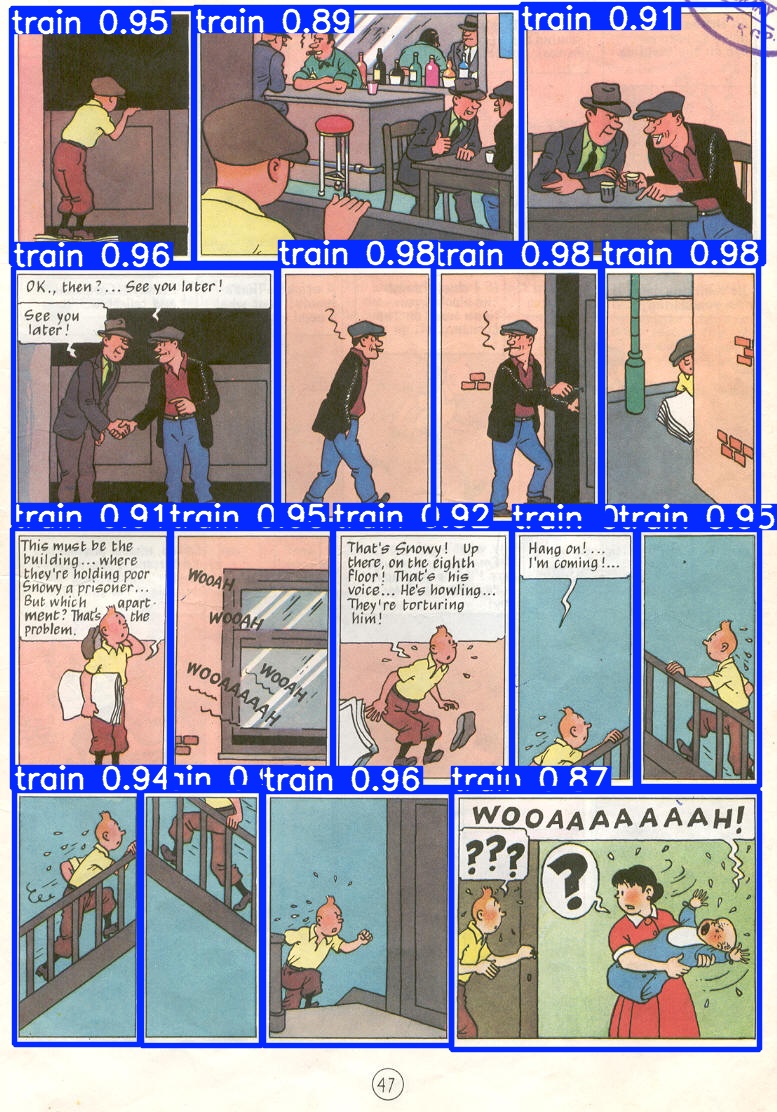 train 0.95
train 0.89
train 0.91
train 0.96
train 0.98
train 0.98
train 0.98
OK., then?... See you later!
See you
later!
train 0.91
train 0.95
train 0.92
train
train 0.95
This must be the
building... where
they're holding poor
Snowy a prisoner...
But which apart-
ment? That's the
problem.
WOOAH
WOOAH
WOOAH
WOOAAAAAH
That's Snowy! Up
there, on the eighth
floor! That's his
voice... He's howling...
They're torturing
him!
Hang on!...
I'm coming!...
train 0.94
train 0.96
train 0.87
WOOAAAAAAAH!
???
?
47